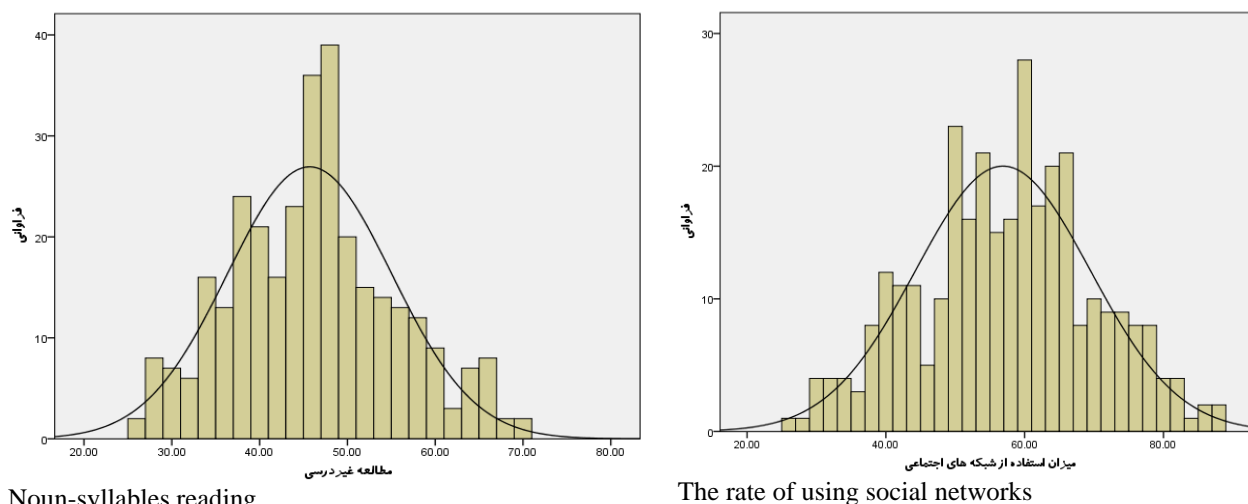 40
30
20
10
0
فراوانی
20.00 30.00 40.00 50.00 60.00 70.00 80.00
مطالعه غیردرسی
Noun-syllables reading
30
20
10
0
فراوانی
20.00 40.00 60.00 80.00
میزان استفاده از شبکه های اجتماعی
The rate of using social networks